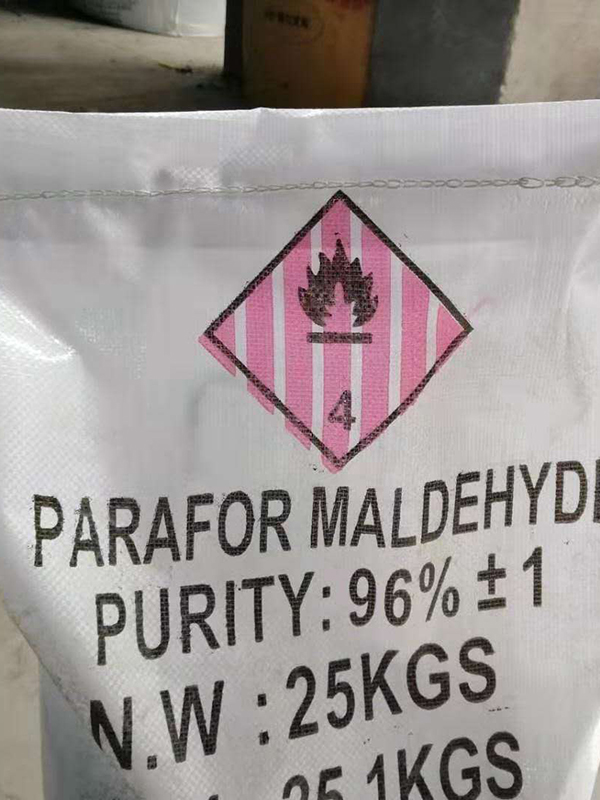 4
PARAFOR MALDEHYD
PURITY: 96% ±1
N.W : 25KGS
25.1KGS